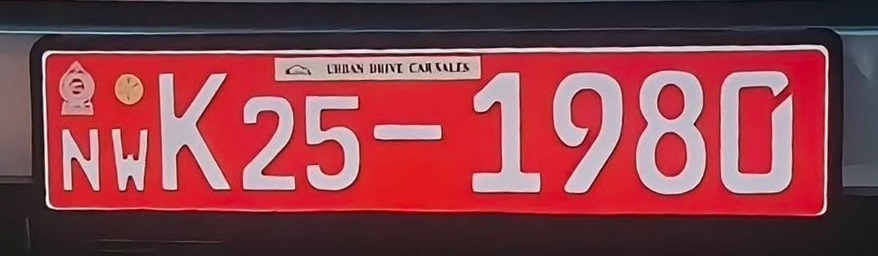 URBAN DRIVE CAR SALES
NW K25-1980